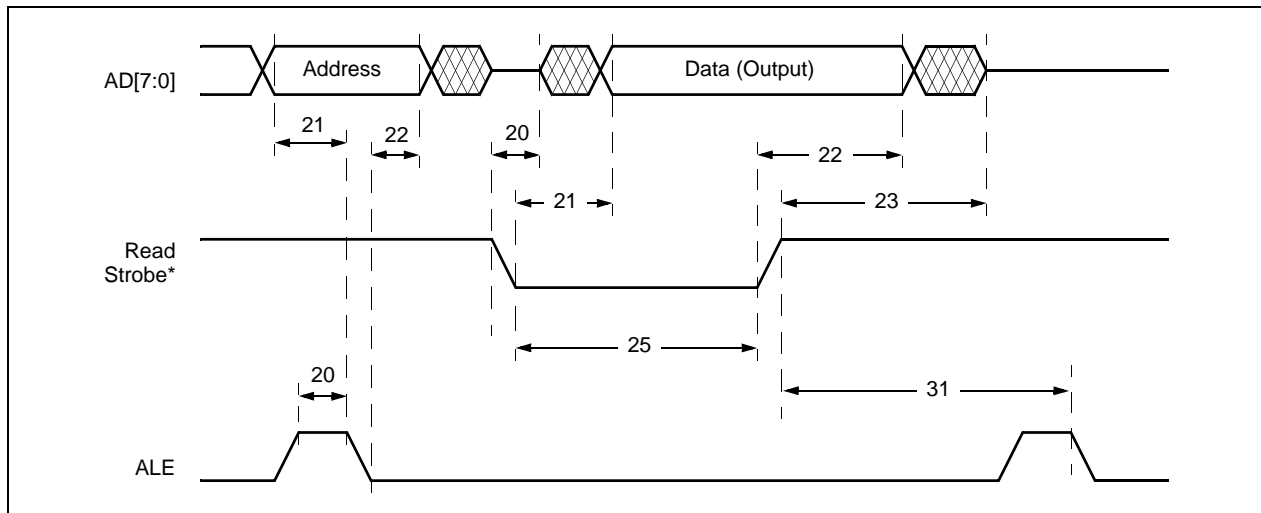 AD[7:0]
Address
Data (Output)
21
22
20
22
21
23
Read
Strobe*
25
20
31
ALE